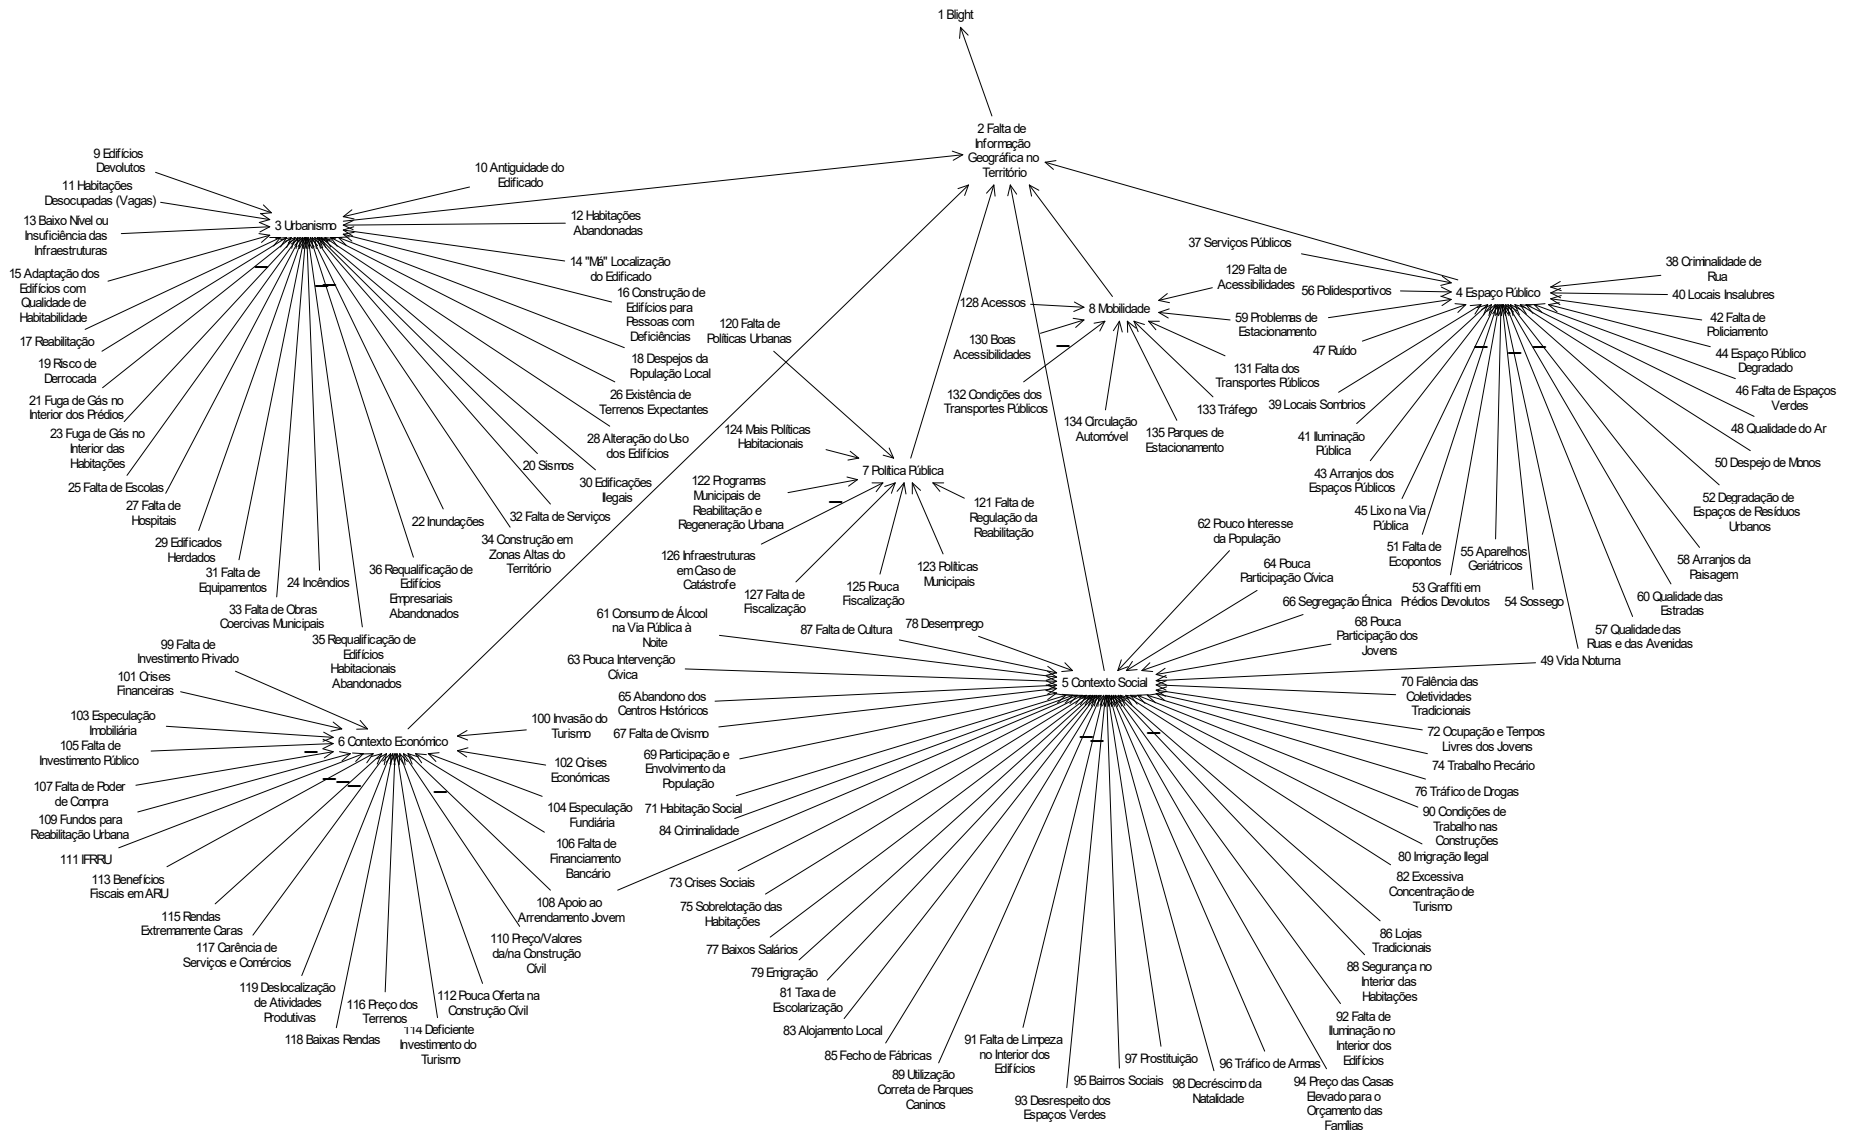 1 Blight
2 Falta de
Informação
Geográfica no
Território
9 Edifícios
Devolutos
10 Antiguidade do
Edificado
11 Habitações
Desocupadas (Vagas)
3 Urbanismo
12 Habitações
Abandonadas
13 Baixo Nível ou
Insuficiência das
Infraestruturas
14 "Má" Localização
do Edificado
15 Adaptação dos
Edifícios com
Qualidade de
Habitabilidade
16 Construção de
Edifícios para
Pessoas com
Deficiências
17 Reabilitação
18 Despejos da
População Local
19 Risco de
Derrocada
26 Existência de
Terrenos Expectantes
21 Fuga de Gás no
Interior dos Prédios
28 Alteração do Uso
dos Edifícios
23 Fuga de Gás no
Interior das
Habitações
20 Sismos
30 Edificações
Ilegais
25 Falta de Escolas
27 Falta de
Hospitais
22 Inundações
32 Falta de Serviços
29 Edificados
Herdados
34 Construção em
Zonas Altas do
Território
31 Falta de
Equipamentos
24 Incêndios
36 Requalificação de
Edifícios
Empresariais
Abandonados
33 Falta de Obras
Coercivas Municipais
35 Requalificação de
Edifícios
Habitacionais
Abandonados
120 Falta de
Políticas Urbanas
124 Mais Políticas
Habitacionais
7 Política Pública
122 Programas
Municipais de
Reabilitação e
Regeneração Urbana
121 Falta de
Regulação da
Reabilitação
126 Infraestruturas
em Caso de
Catástrofe
127 Falta de
Fiscalização
125 Pouca
Fiscalização
123 Políticas
Municipais
128 Acessos
8 Mobilidade
129 Falta de
Acessibilidades
130 Boas
Acessibilidades
59 Problemas de
Estacionamento
131 Falta dos
Transportes Públicos
132 Condições dos
Transportes Públicos
133 Tráfego
134 Circulação
Automóvel
135 Parques de
Estacionamento
37 Serviços Públicos
56 Polidesportivos
4 Espaço Público
38 Criminalidade de
Rua
40 Locais Insalubres
42 Falta de
Policiamento
47 Ruído
44 Espaço Público
Degradado
39 Locais Sombrios
46 Falta de Espaços
Verdes
41 Iluminação
Pública
48 Qualidade do Ar
43 Arranjos dos
Espaços Públicos
50 Despejo de Monos
45 Lixo na Via
Pública
52 Degradação de
Espaços de Resíduos
Urbanos
51 Falta de
Ecopontos
55 Aparelhos
Geriátricos
58 Arranjos da
Paisagem
53 Graffiti em
Prédios Devolutos
54 Sossego
60 Qualidade das
Estradas
57 Qualidade das
Ruas e das Avenidas
49 Vida Noturna
62 Pouco Interesse
da População
64 Pouca
Participação Cívica
66 Segregação Étnica
68 Pouca
Participação dos
Jovens
61 Consumo de Álcool
na Via Pública à
Noite
87 Falta de Cultura
78 Desemprego
63 Pouca Intervenção
Cívica
5 Contexto Social
65 Abandono dos
Centros Históricos
70 Falência das
Coletividades
Tradicionais
67 Falta de Civismo
72 Ocupação e Tempos
Livres dos Jovens
69 Participação e
Envolvimento da
População
74 Trabalho Precário
76 Tráfico de Drogas
71 Habitação Social
90 Condições de
Trabalho nas
Construções
84 Criminalidade
80 Imigração Ilegal
73 Crises Sociais
82 Excessiva
Concentração de
Turismo
75 Sobrelotação das
Habitações
86 Lojas
Tradicionais
77 Baixos Salários
88 Segurança no
Interior das
Habitações
79 Emigração
81 Taxa de
Escolarização
92 Falta de
Iluminação no
Interior dos
Edifícios
83 Alojamento Local
85 Fecho de Fábricas
91 Falta de Limpeza
no Interior dos
Edifícios
89 Utilização
Correta de Parques
Caninos
97 Prostituição
96 Tráfico de Armas
95 Bairros Sociais
98 Decréscimo da
Natalidade
94 Preço das Casas
Elevado para o
Orçamento das
Famílias
93 Desrespeito dos
Espaços Verdes
99 Falta de
Investimento Privado
101 Crises
Financeiras
103 Especulação
Imobiliária
100 Invasão do
Turismo
6 Contexto Económico
105 Falta de
Investimento Público
102 Crises
Económicas
107 Falta de Poder
de Compra
104 Especulação
Fundiária
109 Fundos para
Reabilitação Urbana
106 Falta de
Financiamento
Bancário
111 IFRRU
113 Benefícios
Fiscais em ARU
108 Apoio ao
Arrendamento Jovem
115 Rendas
Extremamente Caras
110 Preço/Valores
da/na Construção
Civil
117 Carência de
Serviços e Comércios
119 Deslocalização
de Atividades
Produtivas
116 Preço dos
Terrenos
112 Pouca Oferta na
Construção Civil
118 Baixas Rendas
114 Deficiente
Investimento do
Turismo